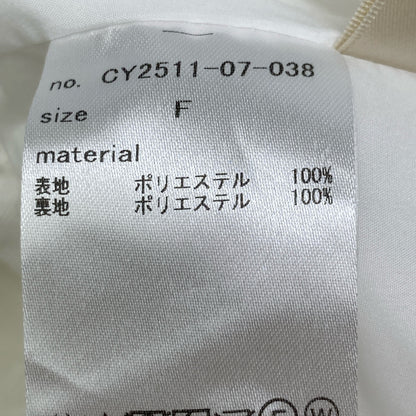 no. CY2511-07-038
size F
material
表地 ポリエステル 100%
裏地 ポリエステル 100%